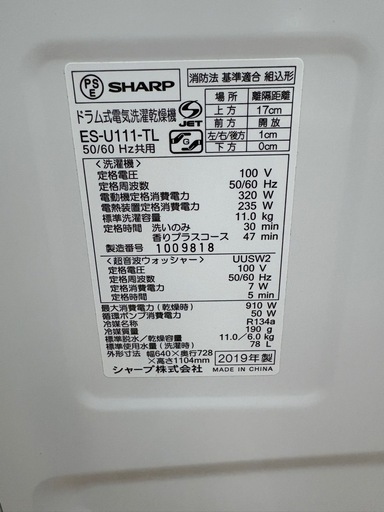 PS E SHARP
ドラム式電気洗濯乾燥機
ES-U111-TL
50/60 Hz共用
S-JET
消防法 基準適合 組込形
場所 離隔距離
上方 17cm
前方 開放
左/右/後方 1cm
下方 0cm
<洗濯機>
定格電圧 100 V
定格周波数 50/60 Hz
電動機定格消費電力 320 W
電熱装置定格消費電力 235 W
標準洗濯容量 11.0 kg
定格時間 洗いのみ 30 min
香りプラスコース 47 min
製造番号 1009818
<超音波ウォッシャー> UUSW2
定格電圧 100 V
定格周波数 50/60 Hz
定格消費電力 7 W
定格時間 5 min
最大消費電力(乾燥時) 910 W
循環ポンプ消費電力 50 W
冷媒名 R134a
冷媒質量 190 g
標準脱水/乾燥容量 11.0/6.0 kg
標準使用水量(洗濯時) 78 L
外形寸法 幅640×奥行728
×高さ1104mm 2019年製
シャープ株式会社 MADE IN CHINA